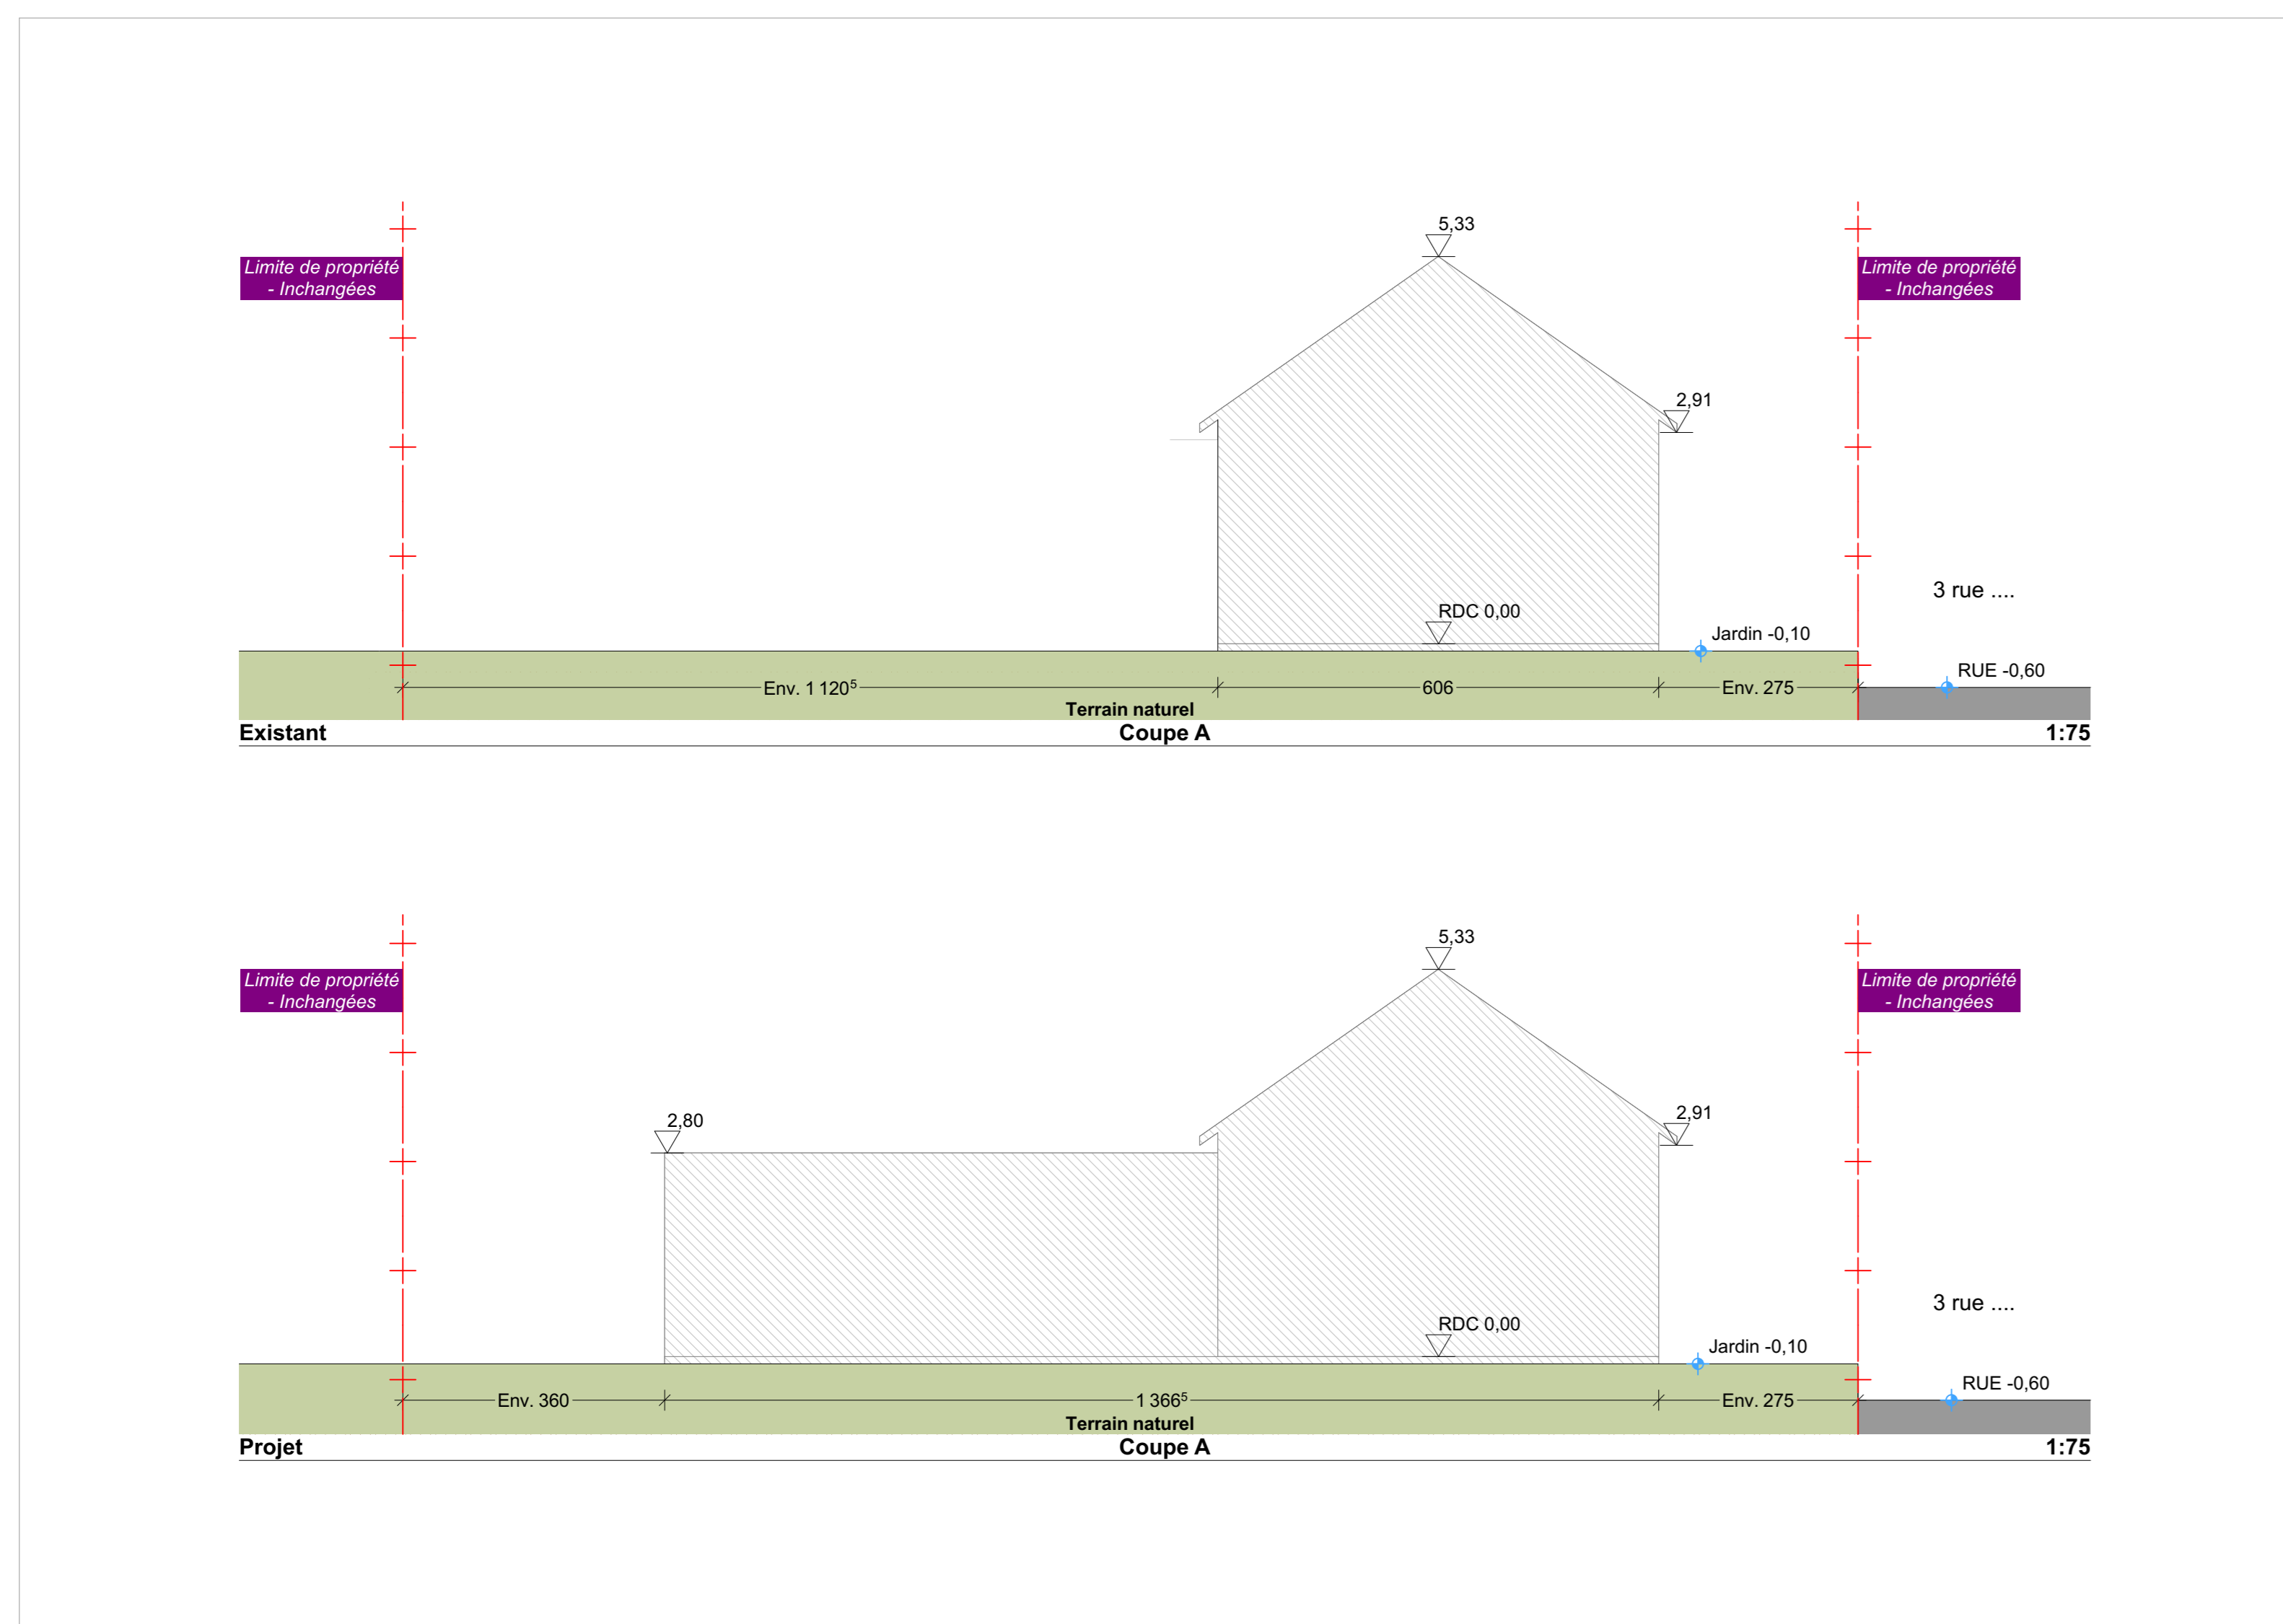 5,33
Limite de propriété
- Inchangées
Limite de propriété
- Inchangées
2,91
3 rue ....
RDC 0,00
Jardin -0,10
RUE -0,60
Env. 1 120⁵
606
Env. 275
Terrain naturel
Existant
Coupe A
1:75
5,33
Limite de propriété
- Inchangées
Limite de propriété
- Inchangées
2,80
2,91
3 rue ....
RDC 0,00
Jardin -0,10
RUE -0,60
Env. 360
1 366⁵
Env. 275
Terrain naturel
Projet
Coupe A
1:75